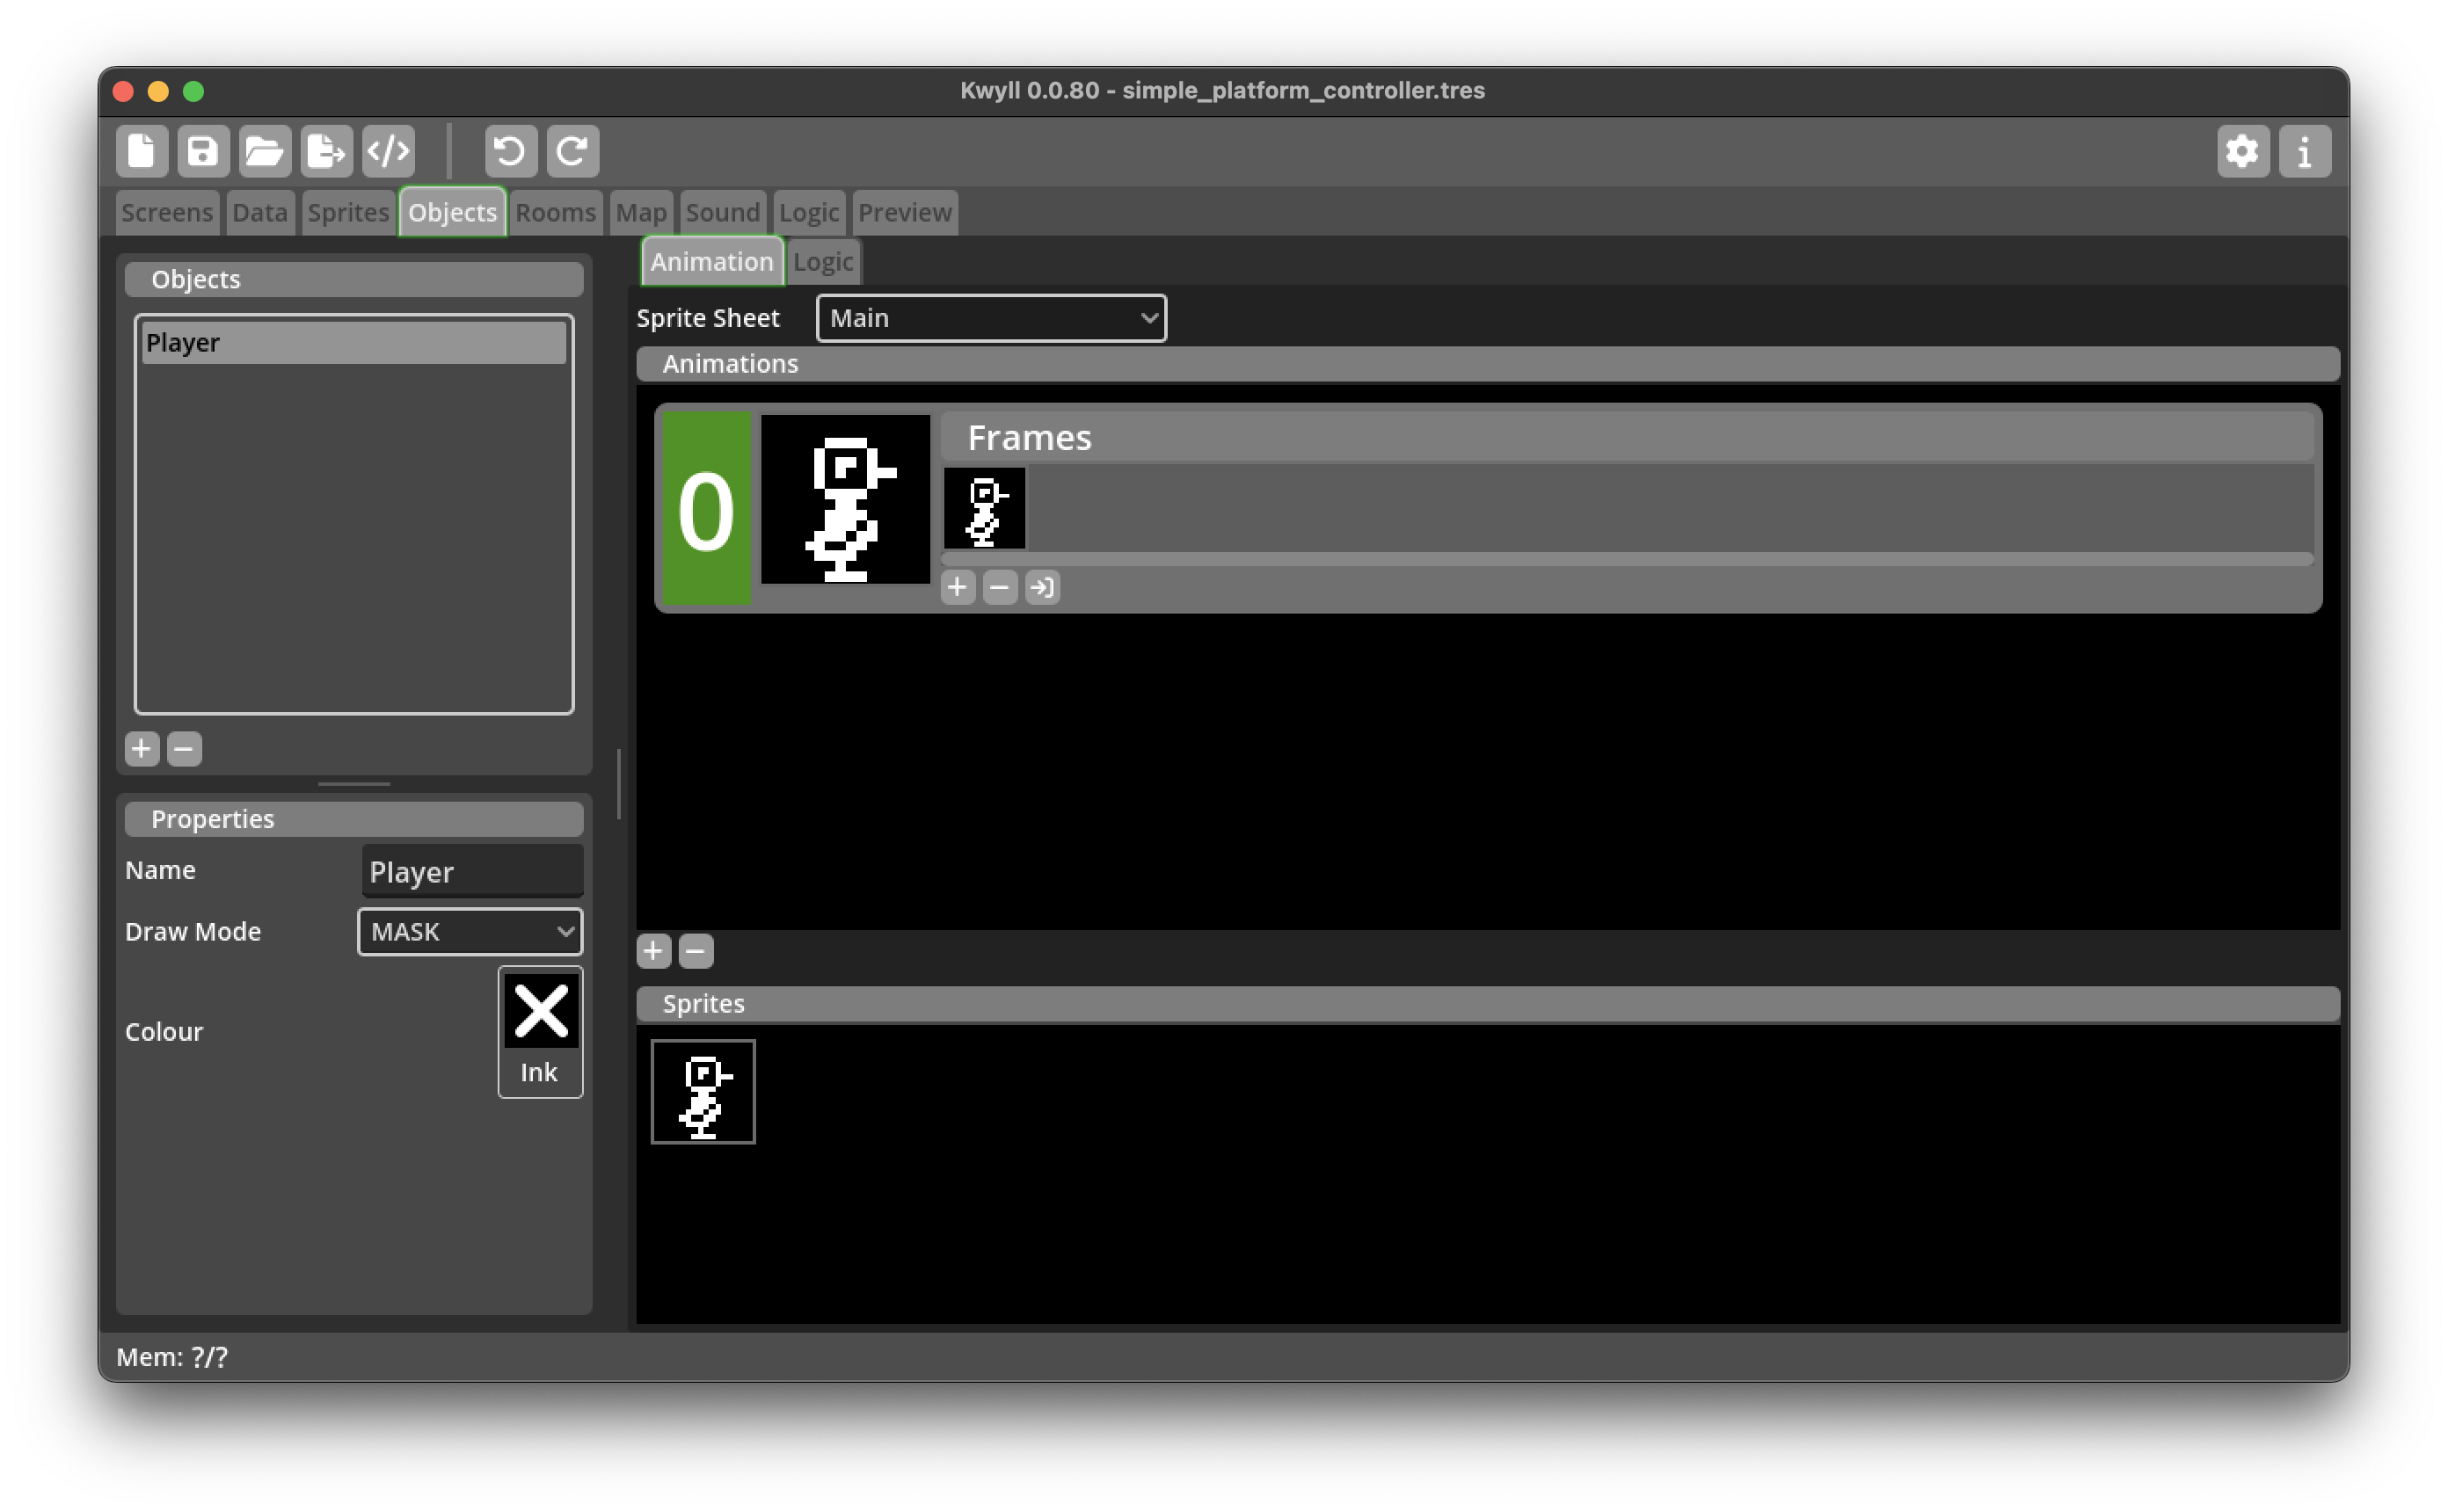 Kwyll 0.0.80 - simple_platform_controller.tres
Screens Data Sprites Objects Rooms Map Sound Logic Preview
Objects
Player
Properties
Name Player
Draw Mode MASK
Colour
Ink
Animation Logic
Sprite Sheet Main
Animations
0
Frames
Sprites
Mem: ?/?